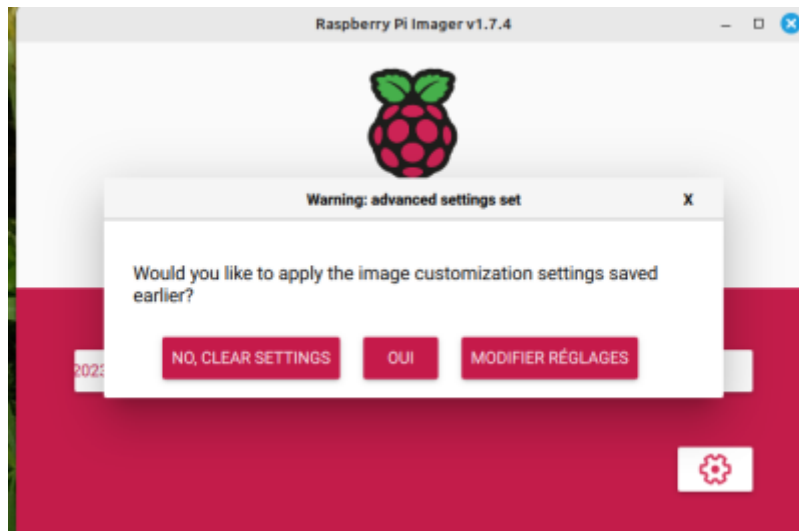 Raspberry Pi Imager v1.7.4
Warning: advanced settings set X
Would you like to apply the image customization settings saved
earlier?
NO, CLEAR SETTINGS OUI MODIFIER RÉGLAGES
2023